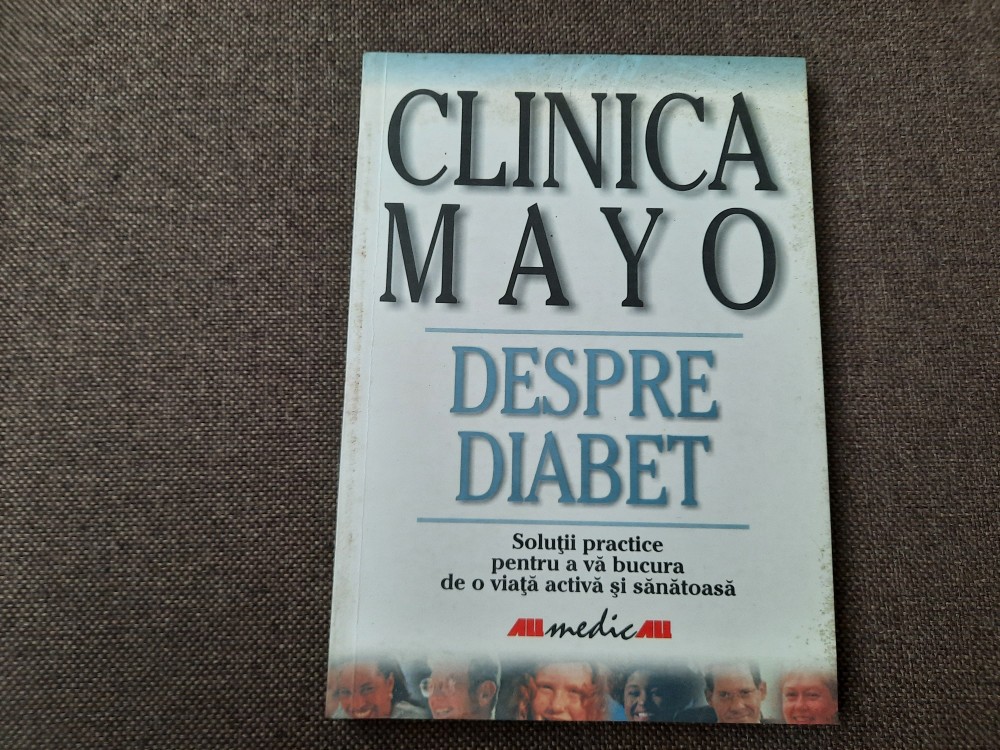 CLINICA
MAYO
DESPRE
DIABET
Soluţii practice
pentru a vă bucura
de o viaţă activă şi sănătoasă
ALL medic ALL